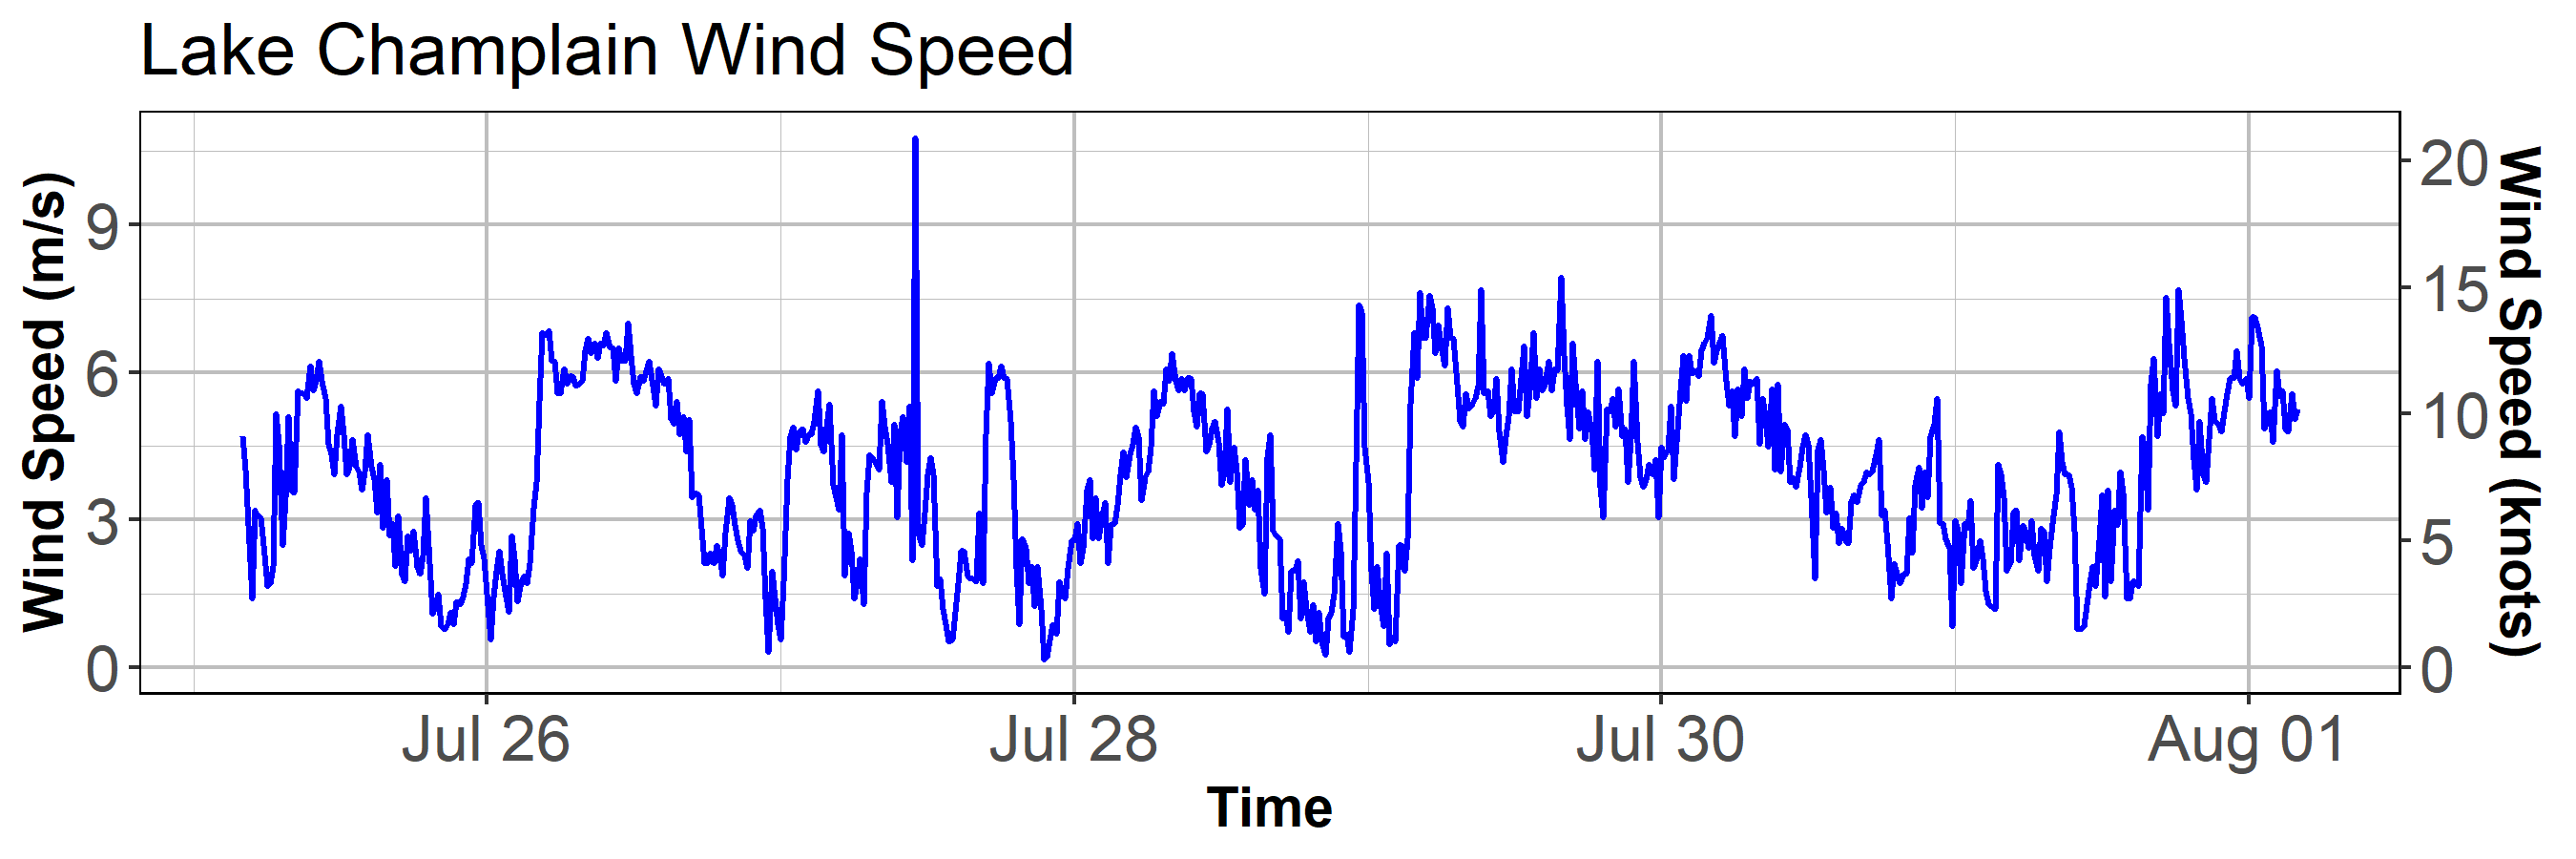 Lake Champlain Wind Speed
Wind Speed (m/s)
9
6
3
0
20
15
10
5
0
Wind Speed (knots)
Jul 26
Jul 28
Jul 30
Aug 01
Time